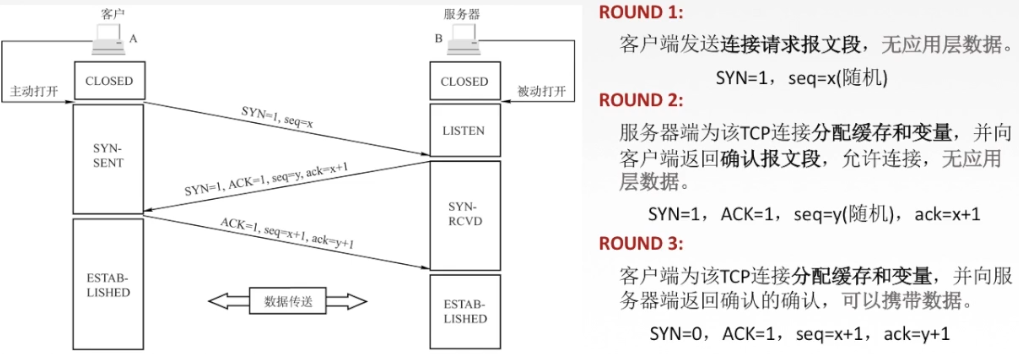 客户
A
服务器
B
CLOSED
CLOSED
主动打开
被动打开
SYN=1, seq=x
LISTEN
SYN-
SENT
SYN=1, ACK=1, seq=y, ack=x+1
SYN-
RCVD
ACK=1, seq=x+1, ack=y+1
ESTAB-
LISHED
数据传送
ESTAB-
LISHED
ROUND 1:
客户端发送连接请求报文段，无应用层数据。
SYN=1，seq=x(随机)
ROUND 2:
服务器端为该TCP连接分配缓存和变量，并向
客户端返回确认报文段，允许连接，无应用
层数据。
SYN=1，ACK=1，seq=y(随机)，ack=x+1
ROUND 3:
客户端为该TCP连接分配缓存和变量，并向服
务器端返回确认的确认，可以携带数据。
SYN=0，ACK=1，seq=x+1，ack=y+1